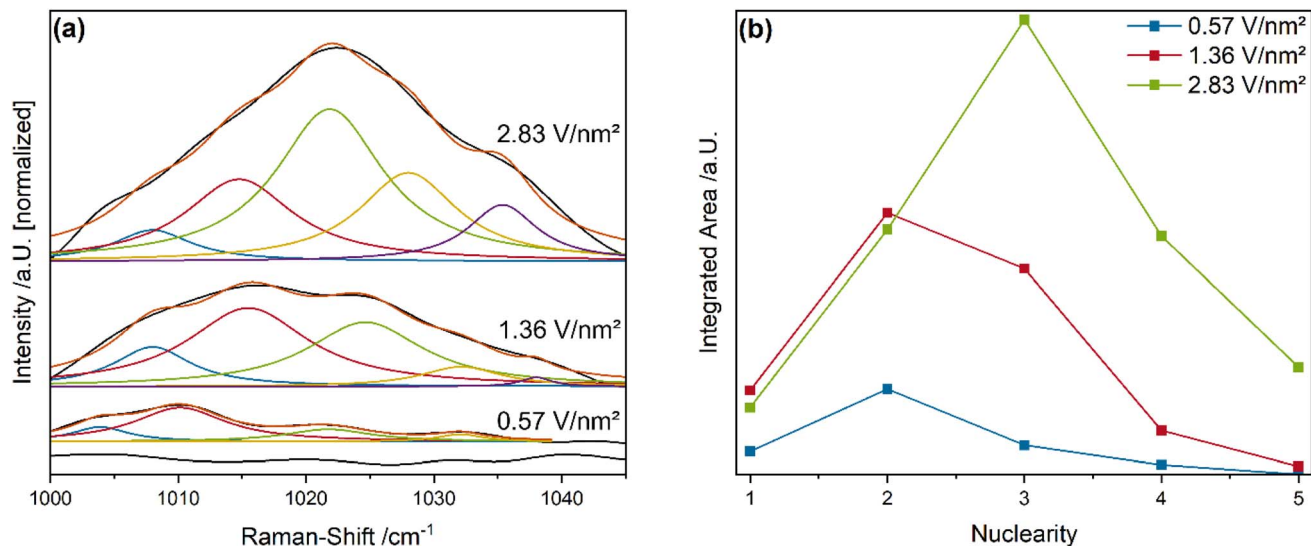 (a)
2.83 V/nm²
1.36 V/nm²
0.57 V/nm²
Intensity /a.U. [normalized]
1000
1010
1020
1030
1040
Raman-Shift /cm⁻¹
(b)
0.57 V/nm²
1.36 V/nm²
2.83 V/nm²
Integrated Area /a.U.
1
2
3
4
5
Nuclearity